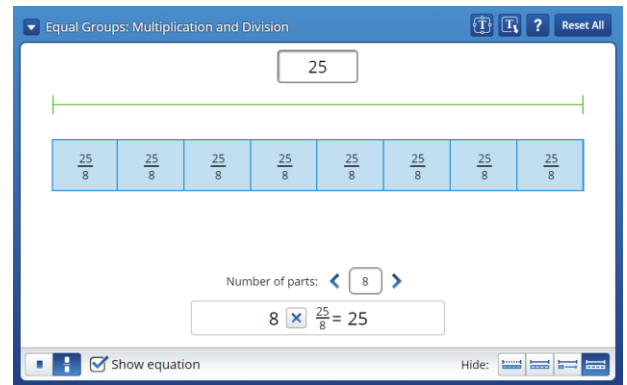 Equal Groups: Multiplication and Division T T ? Reset All
25
25/8 25/8 25/8 25/8 25/8 25/8 25/8 25/8
Number of parts: 8
8 × 25/8 = 25
Show equation Hide: